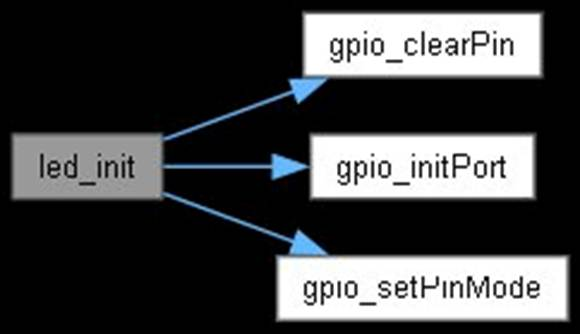 gpio_clearPin
led_init
gpio_initPort
gpio_setPinMode